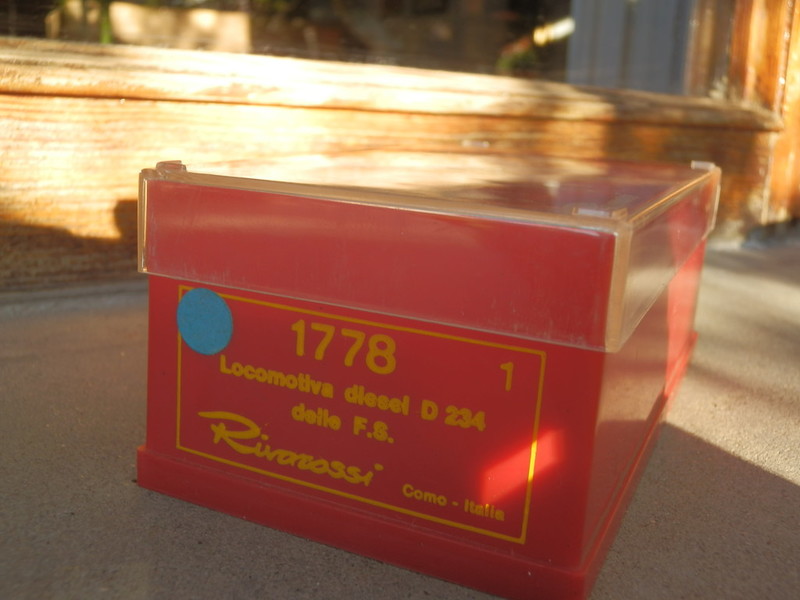 1778
1
Locomotiva diesel D 234
delle F.S.
Rivarossi
Como - Italia